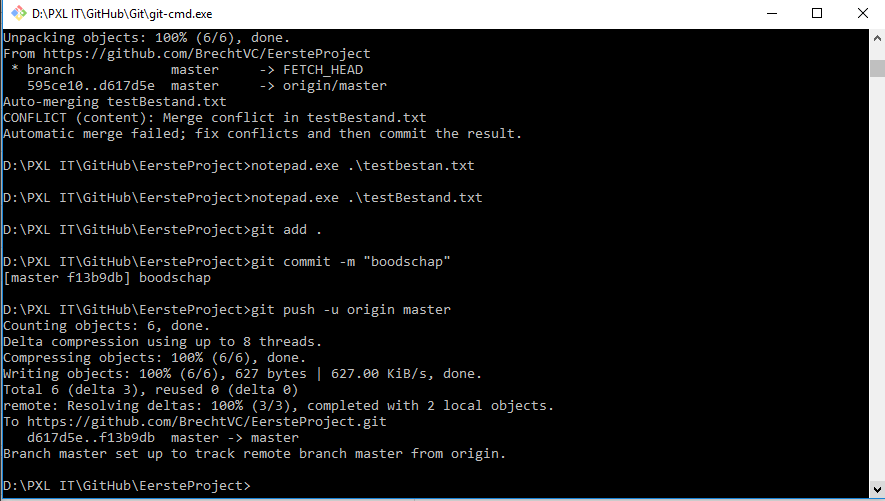 D:\PXL IT\GitHub\Git\git-cmd.exe
Unpacking objects: 100% (6/6), done.
From https://github.com/BrechtVC/EersteProject
 * branch            master     -> FETCH_HEAD
   595ce10..d617d5e  master     -> origin/master
Auto-merging testBestand.txt
CONFLICT (content): Merge conflict in testBestand.txt
Automatic merge failed; fix conflicts and then commit the result.
D:\PXL IT\GitHub\EersteProject>notepad.exe .\testbestan.txt
D:\PXL IT\GitHub\EersteProject>notepad.exe .\testBestand.txt
D:\PXL IT\GitHub\EersteProject>git add .
D:\PXL IT\GitHub\EersteProject>git commit -m "boodschap"
[master f13b9db] boodschap
D:\PXL IT\GitHub\EersteProject>git push -u origin master
Counting objects: 6, done.
Delta compression using up to 8 threads.
Compressing objects: 100% (6/6), done.
Writing objects: 100% (6/6), 627 bytes | 627.00 KiB/s, done.
Total 6 (delta 3), reused 0 (delta 0)
remote: Resolving deltas: 100% (3/3), completed with 2 local objects.
To https://github.com/BrechtVC/EersteProject.git
   d617d5e..f13b9db  master -> master
Branch master set up to track remote branch master from origin.
D:\PXL IT\GitHub\EersteProject>